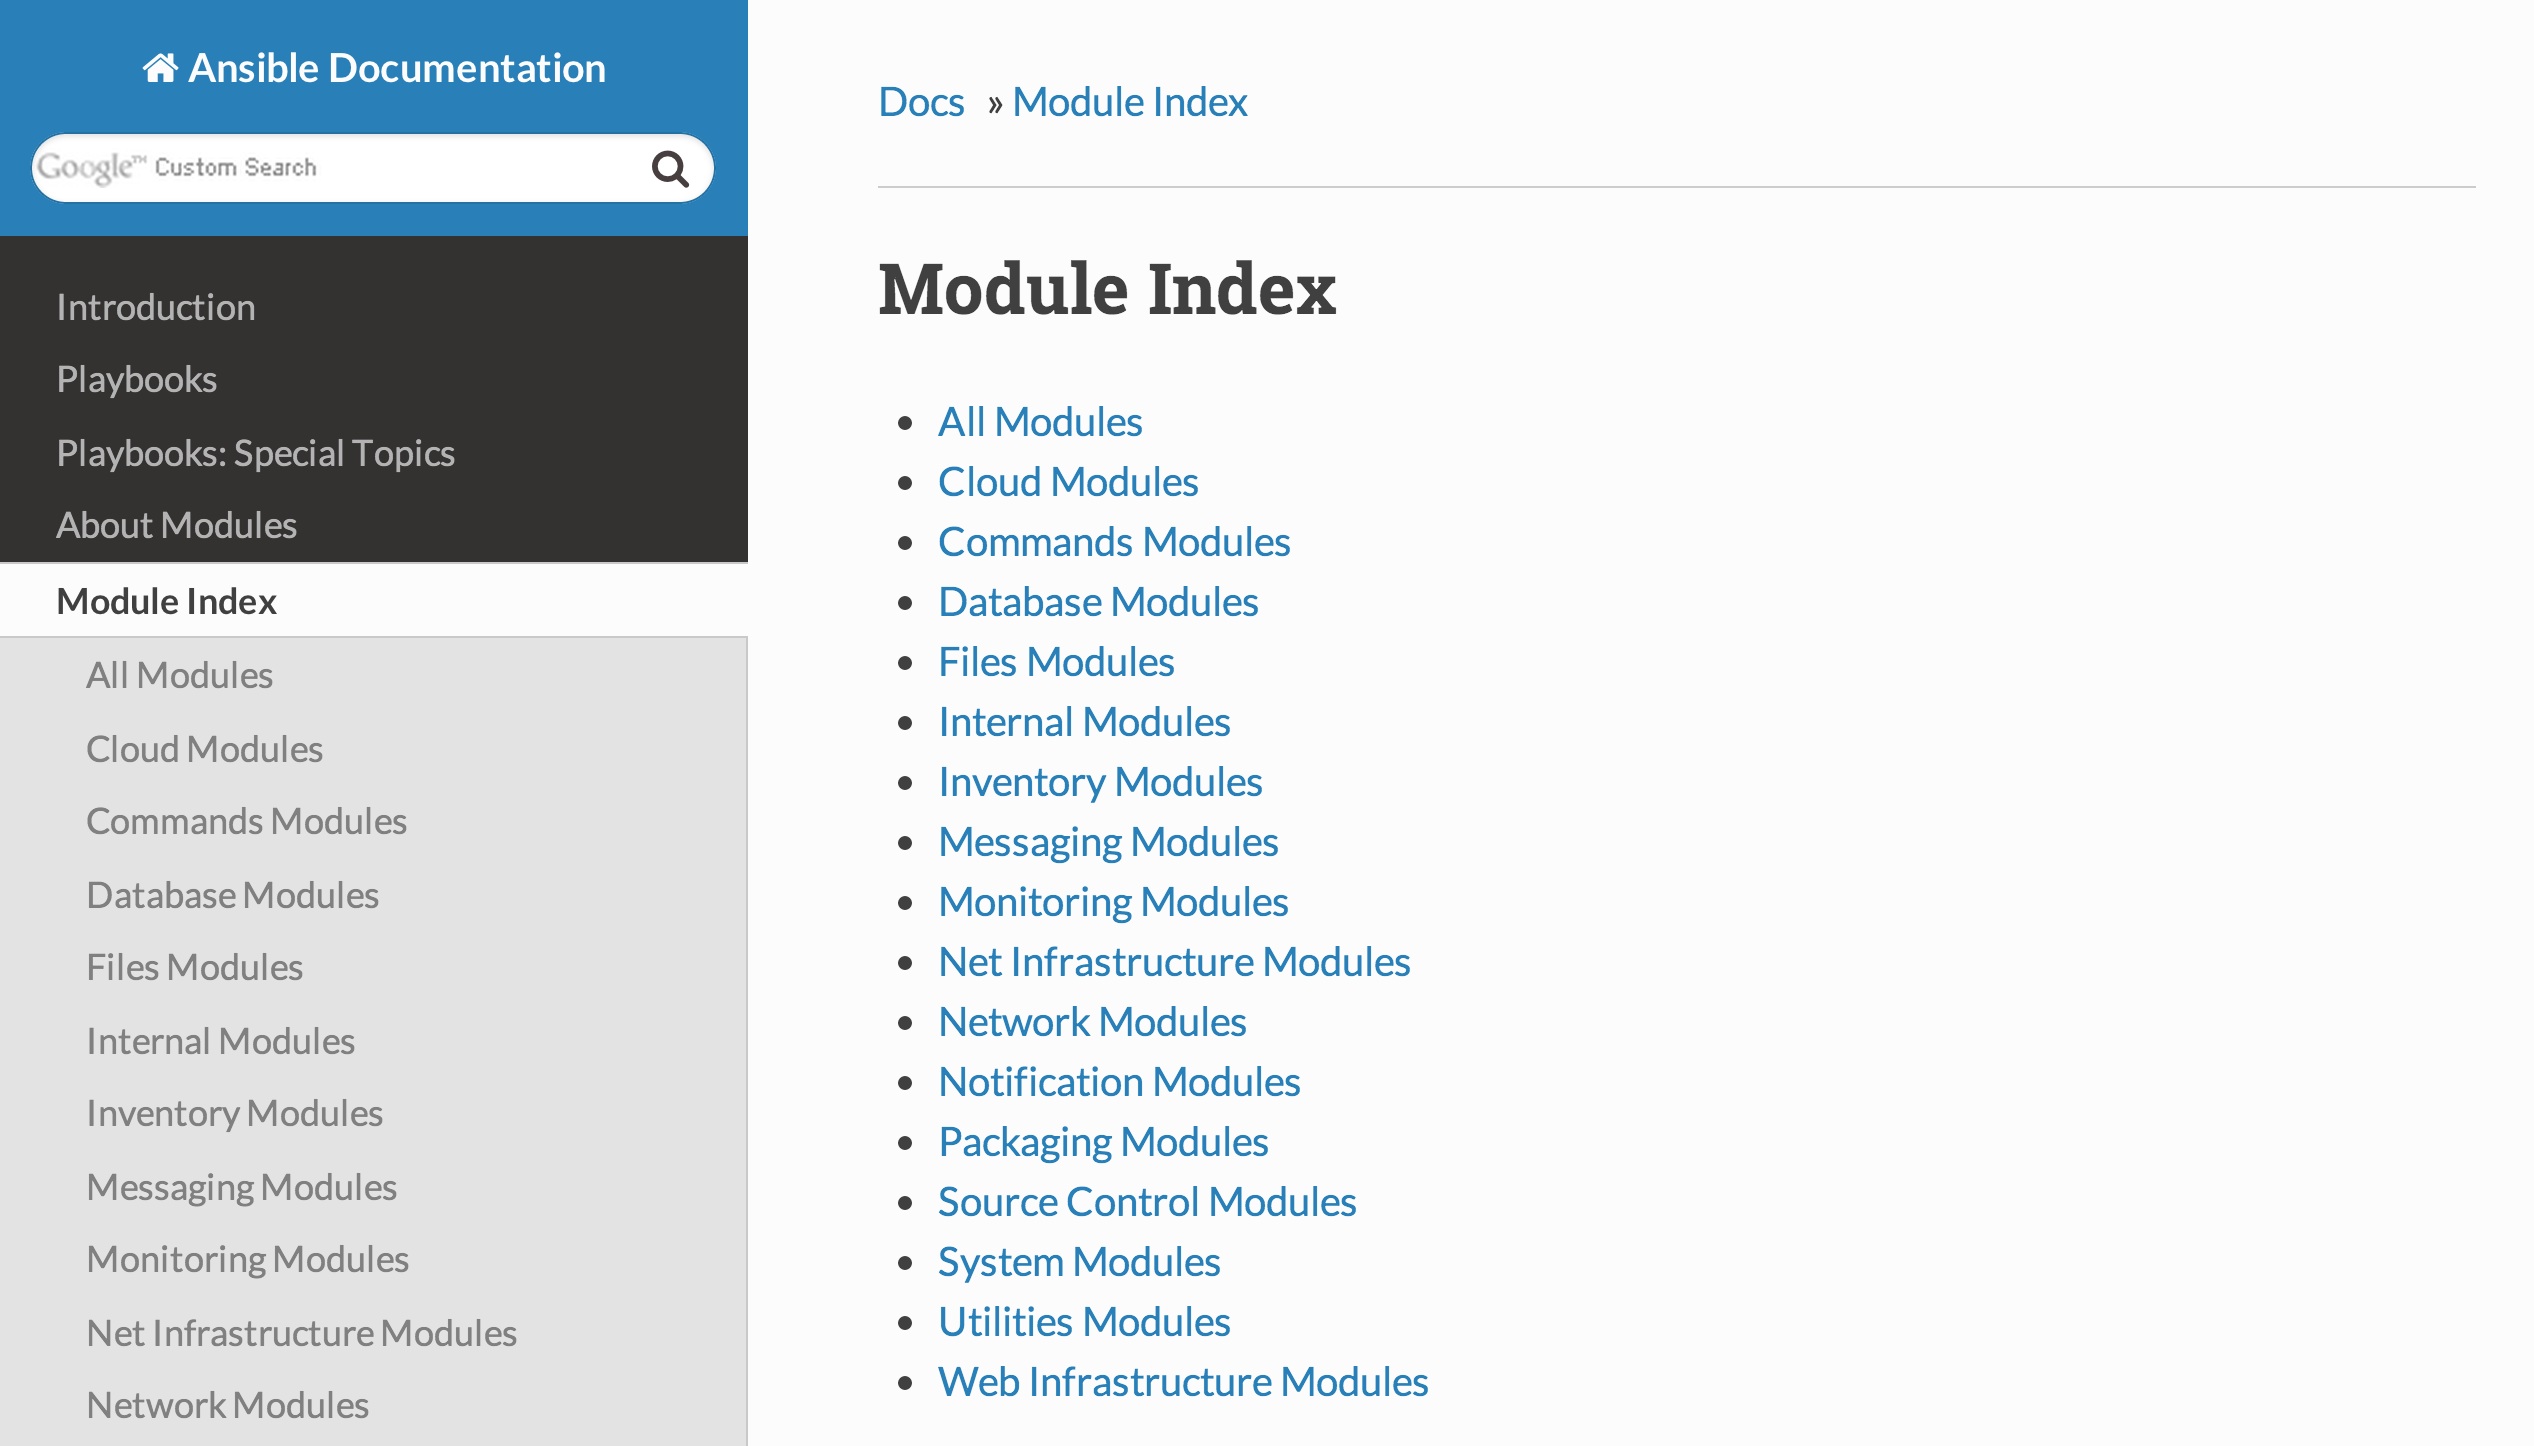 Ansible Documentation
Google™ Custom Search
Introduction
Playbooks
Playbooks: Special Topics
About Modules
Module Index
All Modules
Cloud Modules
Commands Modules
Database Modules
Files Modules
Internal Modules
Inventory Modules
Messaging Modules
Monitoring Modules
Net Infrastructure Modules
Network Modules
Docs » Module Index
Module Index
• All Modules
• Cloud Modules
• Commands Modules
• Database Modules
• Files Modules
• Internal Modules
• Inventory Modules
• Messaging Modules
• Monitoring Modules
• Net Infrastructure Modules
• Network Modules
• Notification Modules
• Packaging Modules
• Source Control Modules
• System Modules
• Utilities Modules
• Web Infrastructure Modules